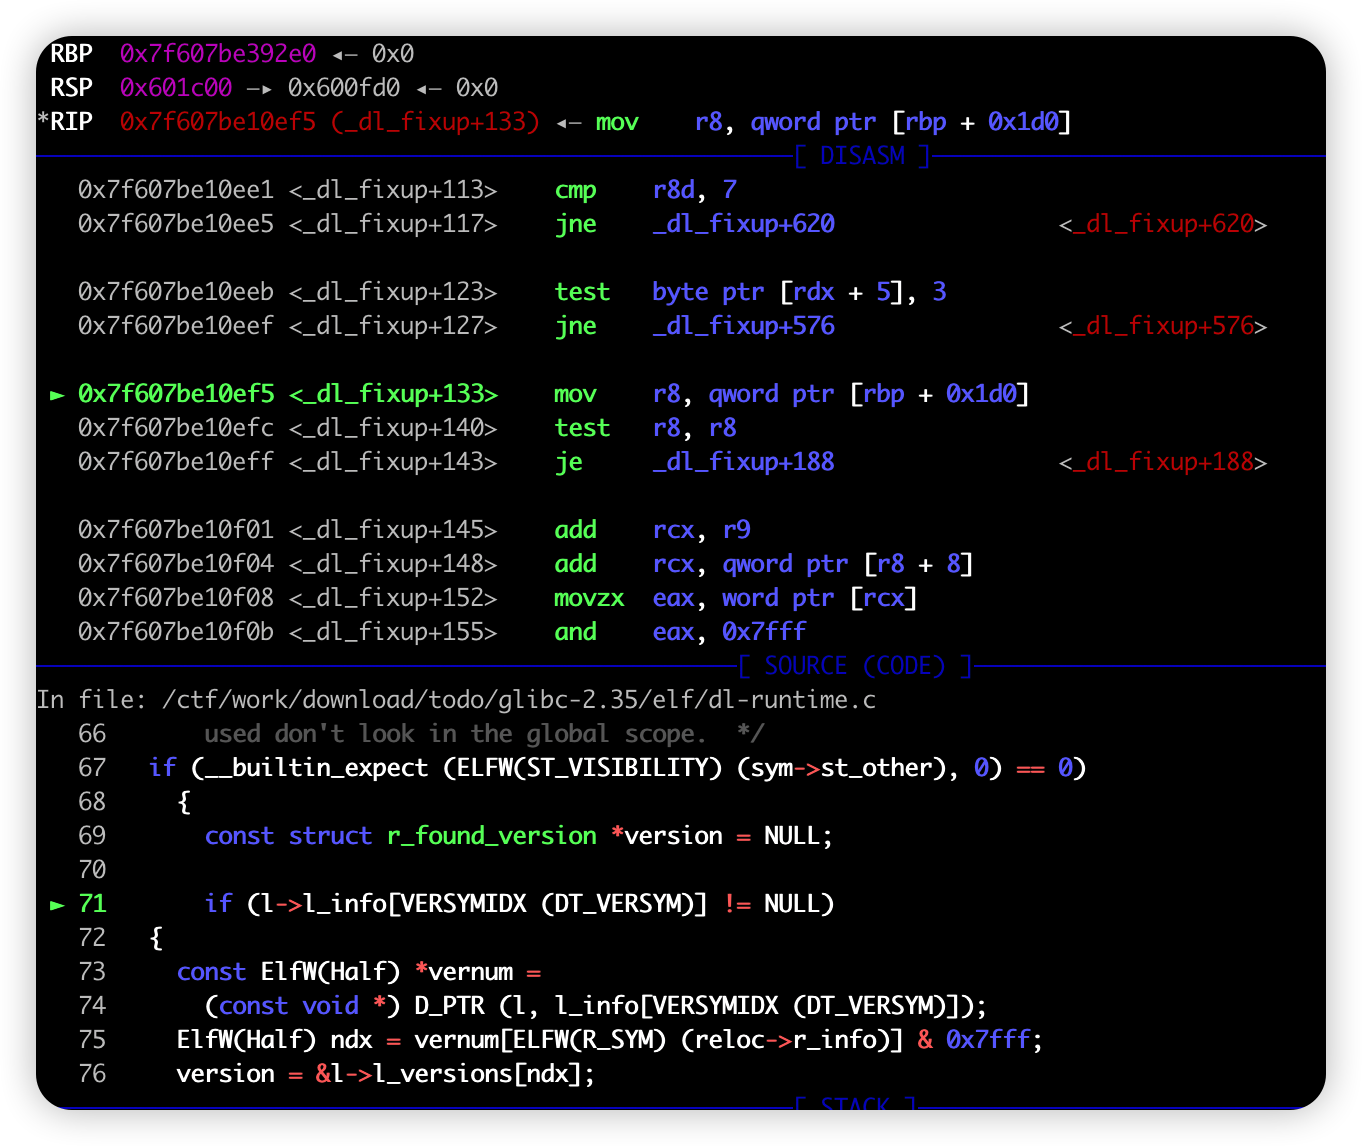 RBP  0x7f607be392e0 ◂— 0x0
RSP  0x601c00 —▸ 0x600fd0 ◂— 0x0
*RIP  0x7f607be10ef5 (_dl_fixup+133) ◂— mov    r8, qword ptr [rbp + 0x1d0]
[ DISASM ]
0x7f607be10ee1 <_dl_fixup+113>    cmp    r8d, 7
0x7f607be10ee5 <_dl_fixup+117>    jne    _dl_fixup+620                <_dl_fixup+620>
0x7f607be10eeb <_dl_fixup+123>    test   byte ptr [rdx + 5], 3
0x7f607be10eef <_dl_fixup+127>    jne    _dl_fixup+576                <_dl_fixup+576>
► 0x7f607be10ef5 <_dl_fixup+133>    mov    r8, qword ptr [rbp + 0x1d0]
0x7f607be10efc <_dl_fixup+140>    test   r8, r8
0x7f607be10eff <_dl_fixup+143>    je     _dl_fixup+188                <_dl_fixup+188>
0x7f607be10f01 <_dl_fixup+145>    add    rcx, r9
0x7f607be10f04 <_dl_fixup+148>    add    rcx, qword ptr [r8 + 8]
0x7f607be10f08 <_dl_fixup+152>    movzx  eax, word ptr [rcx]
0x7f607be10f0b <_dl_fixup+155>    and    eax, 0x7fff
[ SOURCE (CODE) ]
In file: /ctf/work/download/todo/glibc-2.35/elf/dl-runtime.c
66       used don't look in the global scope.  */
67   if (__builtin_expect (ELFW(ST_VISIBILITY) (sym->st_other), 0) == 0)
68     {
69       const struct r_found_version *version = NULL;
70
► 71       if (l->l_info[VERSYMIDX (DT_VERSYM)] != NULL)
72   {
73     const ElfW(Half) *vernum =
74       (const void *) D_PTR (l, l_info[VERSYMIDX (DT_VERSYM)]);
75     ElfW(Half) ndx = vernum[ELFW(R_SYM) (reloc->r_info)] & 0x7fff;
76     version = &l->l_versions[ndx];
[ STACK ]